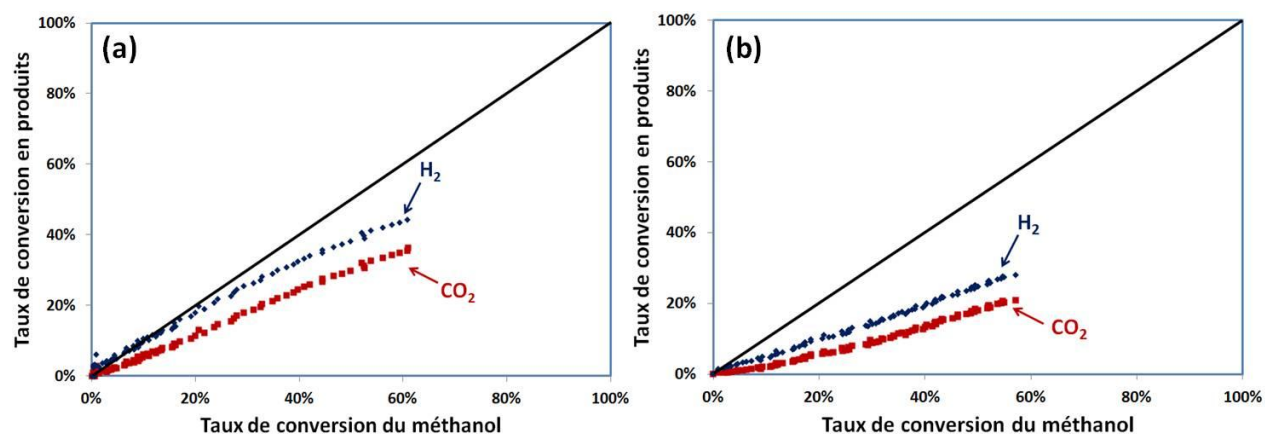 Taux de conversion en produits
100%
80%
60%
40%
20%
0%
(a)
H2
CO2
0%
20%
40%
60%
80%
100%
Taux de conversion du méthanol
Taux de conversion en produits
100%
80%
60%
40%
20%
0%
(b)
H2
CO2
0%
20%
40%
60%
80%
100%
Taux de conversion du méthanol